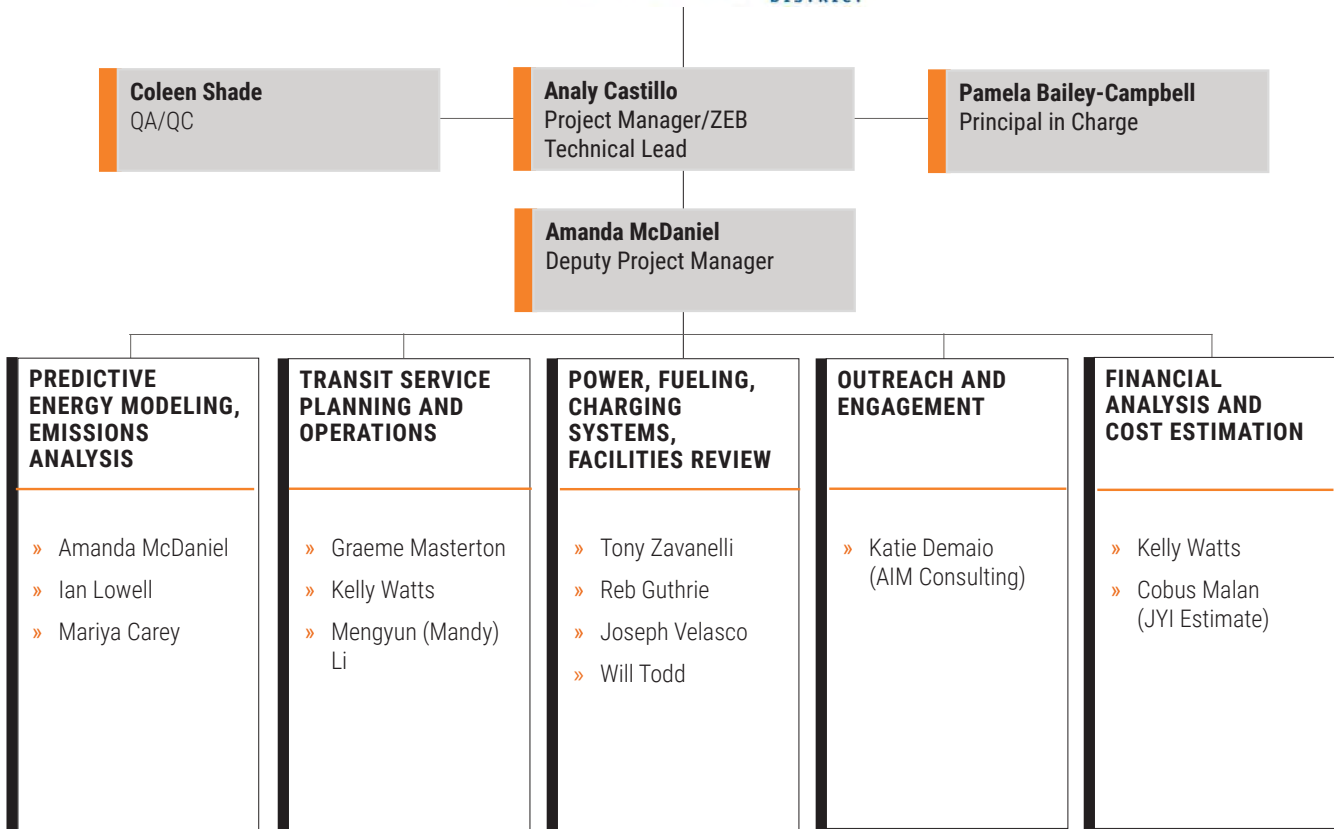 DISTRICT
Coleen Shade
QA/QC
Analy Castillo
Project Manager/ZEB
Technical Lead
Pamela Bailey-Campbell
Principal in Charge
Amanda McDaniel
Deputy Project Manager
PREDICTIVE
ENERGY MODELING,
EMISSIONS
ANALYSIS
» Amanda McDaniel
» Ian Lowell
» Mariya Carey
TRANSIT SERVICE
PLANNING AND
OPERATIONS
» Graeme Masterton
» Kelly Watts
» Mengyun (Mandy)
Li
POWER, FUELING,
CHARGING
SYSTEMS,
FACILITIES REVIEW
» Tony Zavanelli
» Reb Guthrie
» Joseph Velasco
» Will Todd
OUTREACH AND
ENGAGEMENT
» Katie Demaio
(AIM Consulting)
FINANCIAL
ANALYSIS AND
COST ESTIMATION
» Kelly Watts
» Cobus Malan
(JYI Estimate)